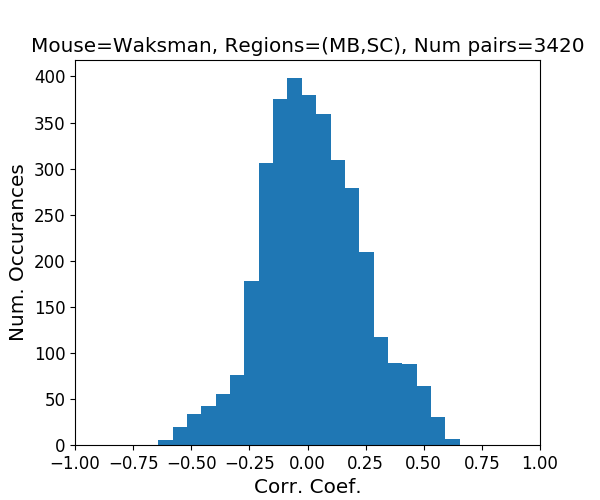 Mouse=Waksman, Regions=(MB,SC), Num pairs=3420
400
350
300
250
200
150
100
50
0
−1.00 −0.75 −0.50 −0.25 0.00 0.25 0.50 0.75 1.00
Num. Occurances
Corr. Coef.